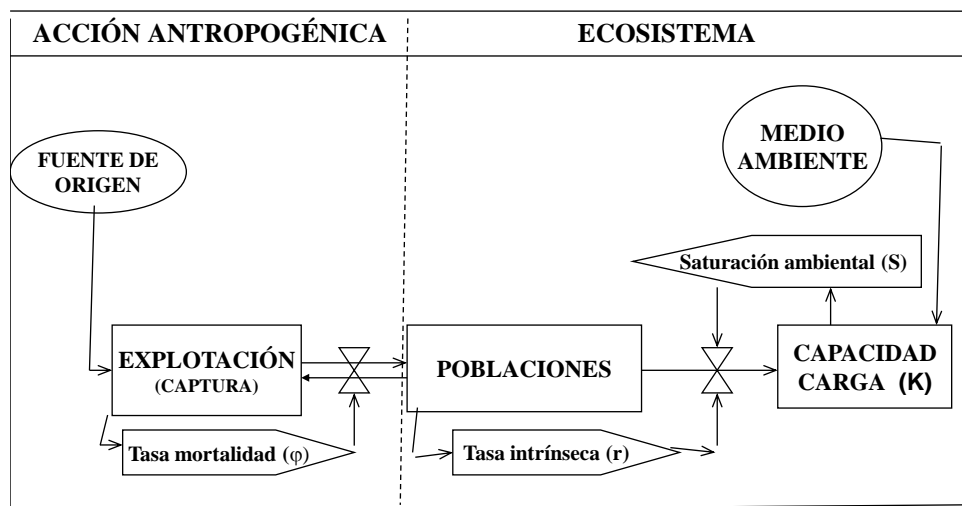 ACCIÓN ANTROPOGÉNICA
ECOSISTEMA
FUENTE DE
ORIGEN
MEDIO
AMBIENTE
Saturación ambiental (S)
EXPLOTACIÓN
(CAPTURA)
POBLACIONES
CAPACIDAD
CARGA (K)
Tasa mortalidad (φ)
Tasa intrínseca (r)